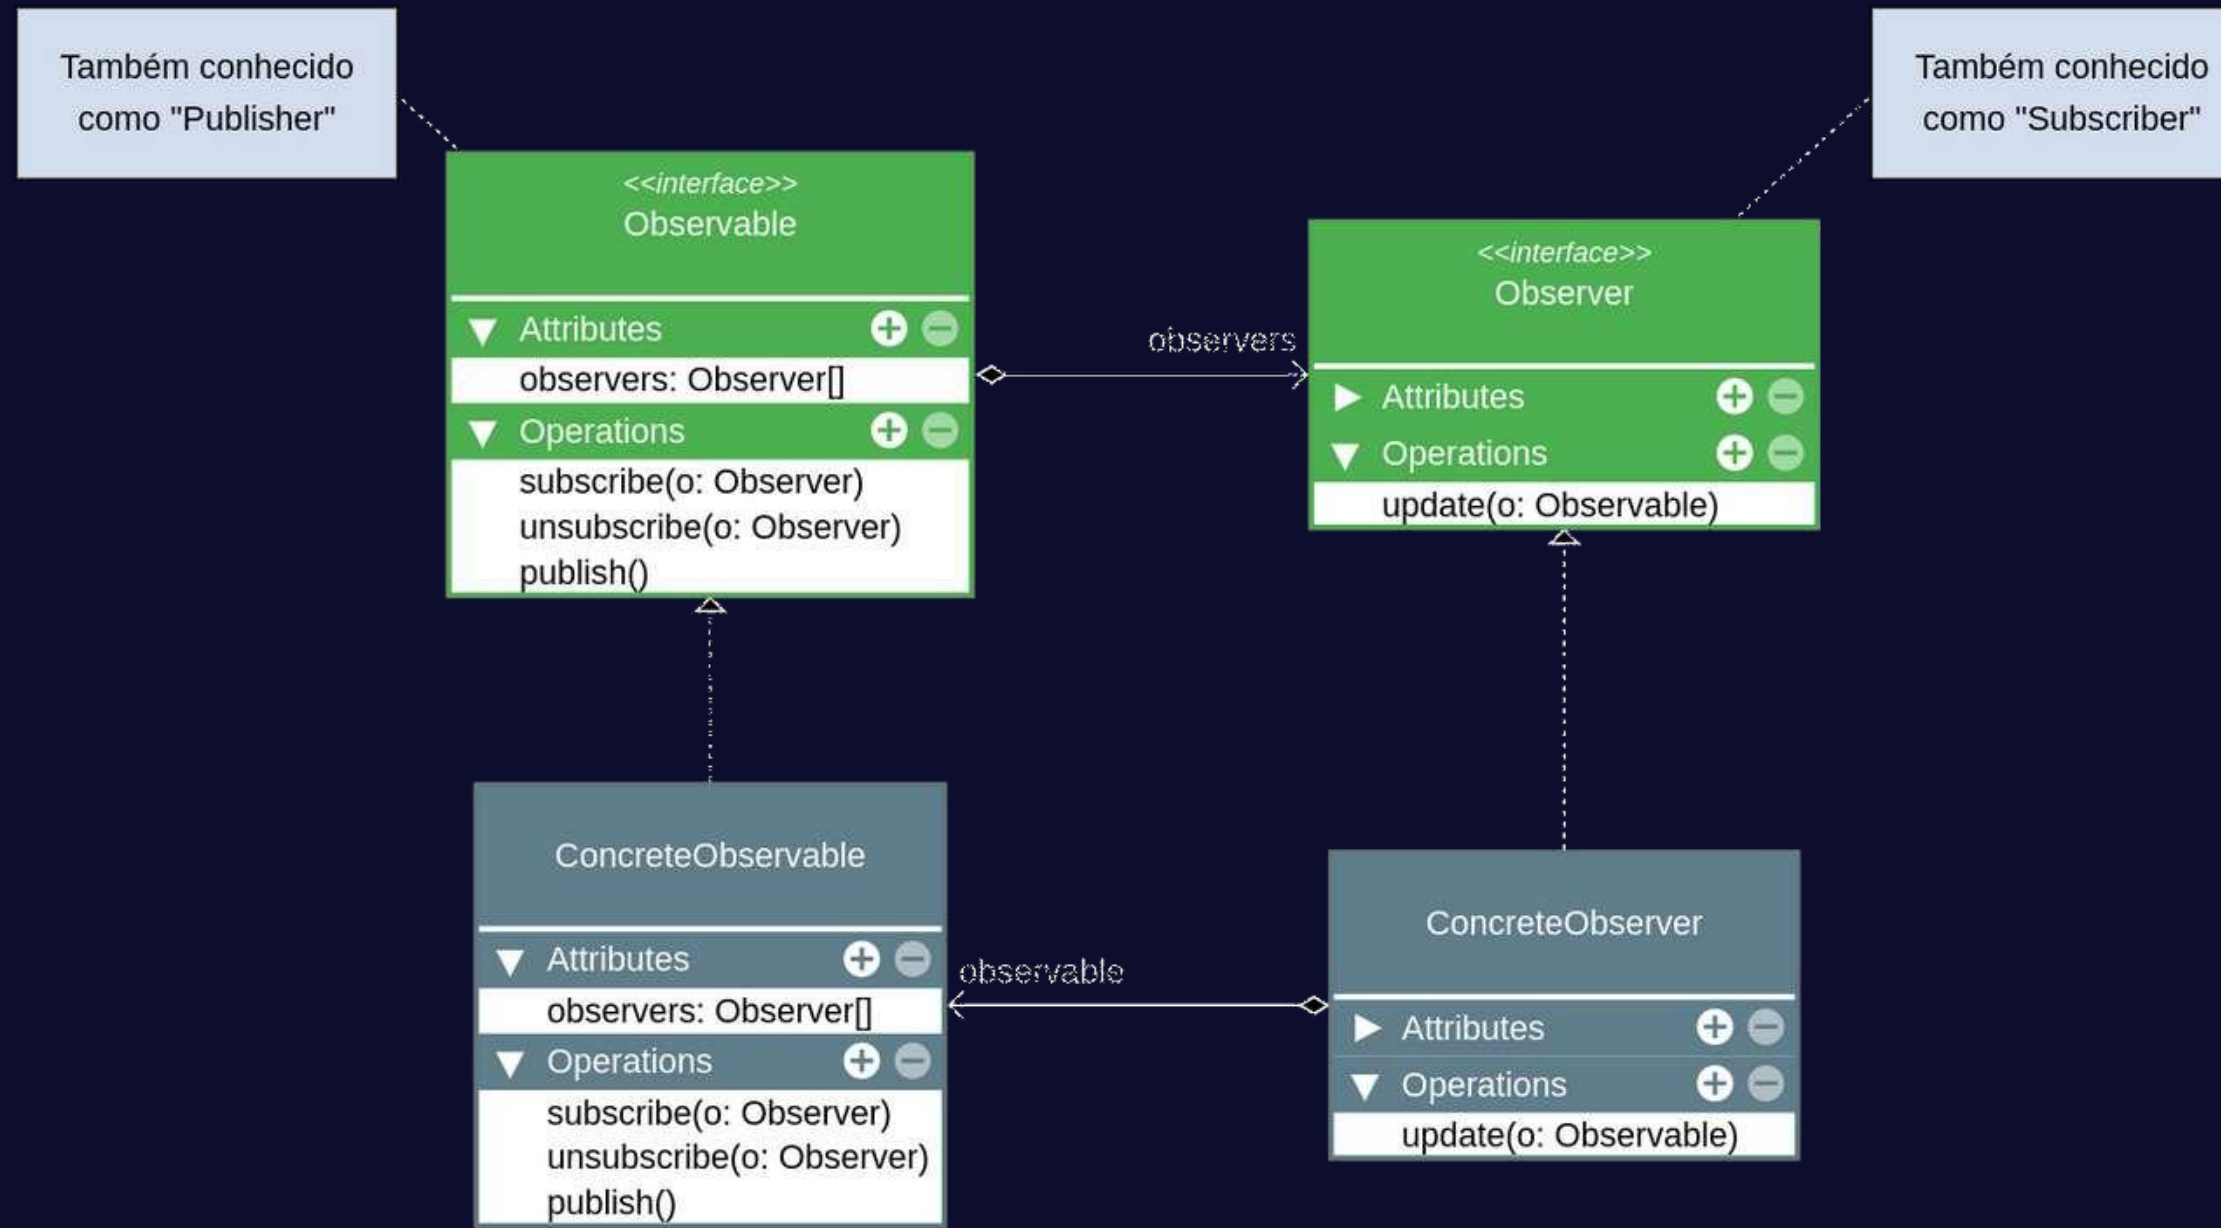 Também conhecido
como "Publisher"
Também conhecido
como "Subscriber"
<<interface>>
Observable
Attributes
observers: Observer[]
Operations
subscribe(o: Observer)
unsubscribe(o: Observer)
publish()
observers
<<interface>>
Observer
Attributes
Operations
update(o: Observable)
ConcreteObservable
Attributes
observers: Observer[]
Operations
subscribe(o: Observer)
unsubscribe(o: Observer)
publish()
observable
ConcreteObserver
Attributes
Operations
update(o: Observable)